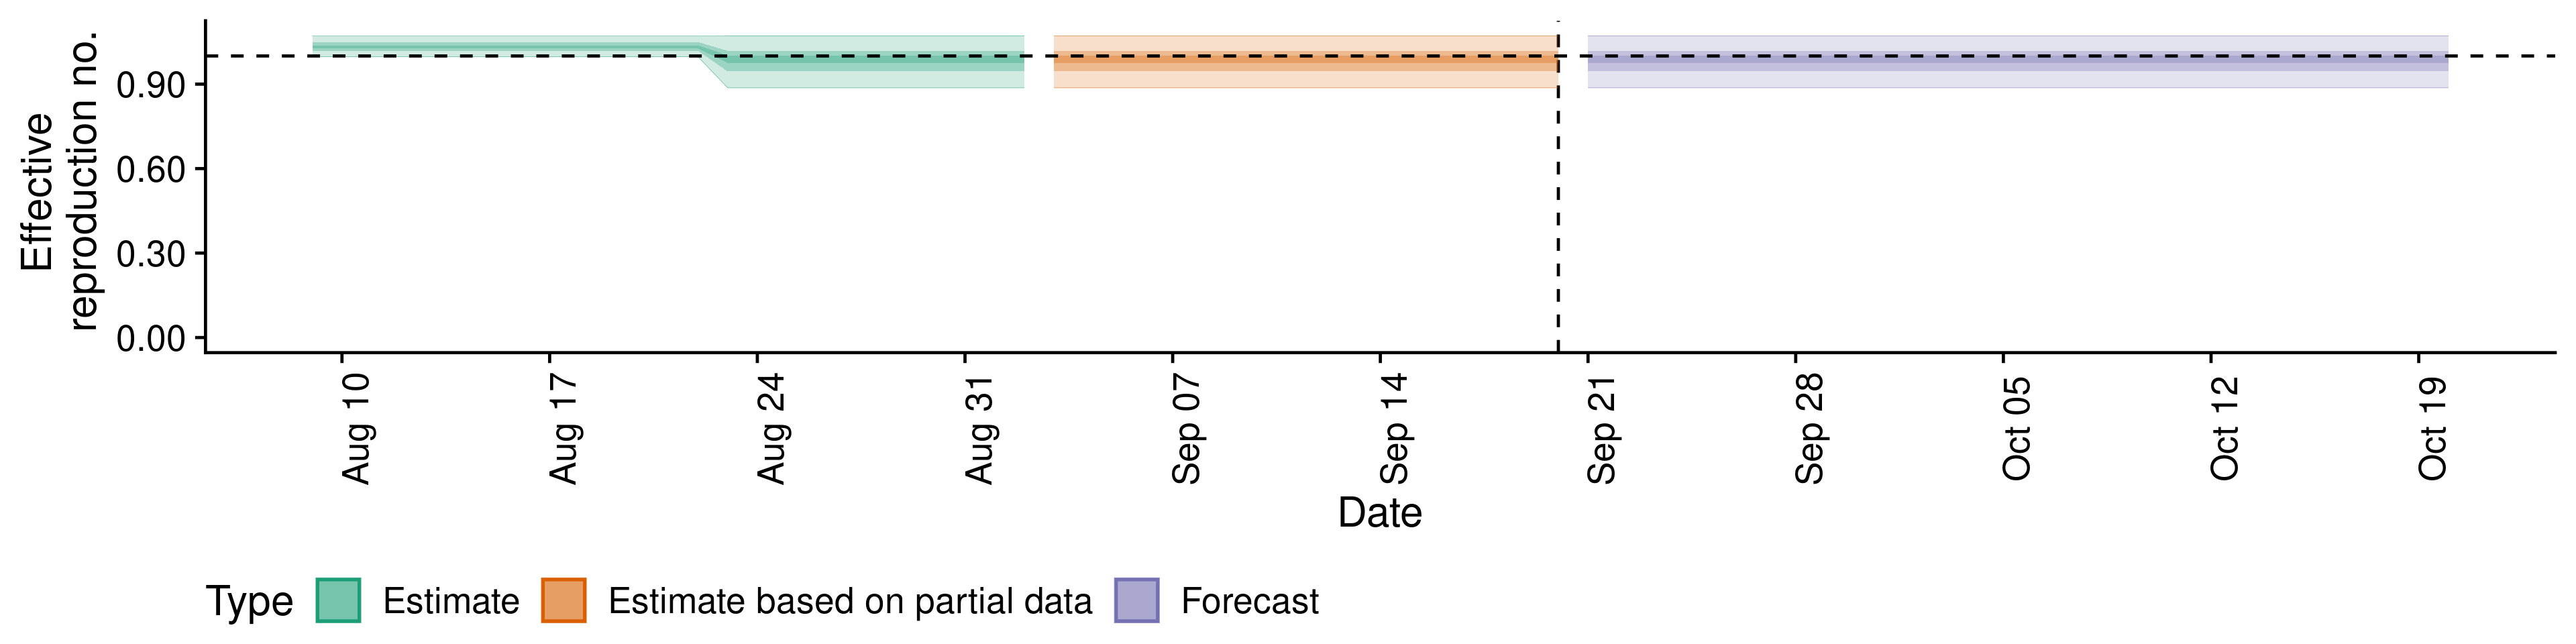 Effective
reproduction no.
0.90
0.60
0.30
0.00
Aug 10
Aug 17
Aug 24
Aug 31
Sep 07
Sep 14
Sep 21
Sep 28
Oct 05
Oct 12
Oct 19
Date
Type Estimate Estimate based on partial data Forecast